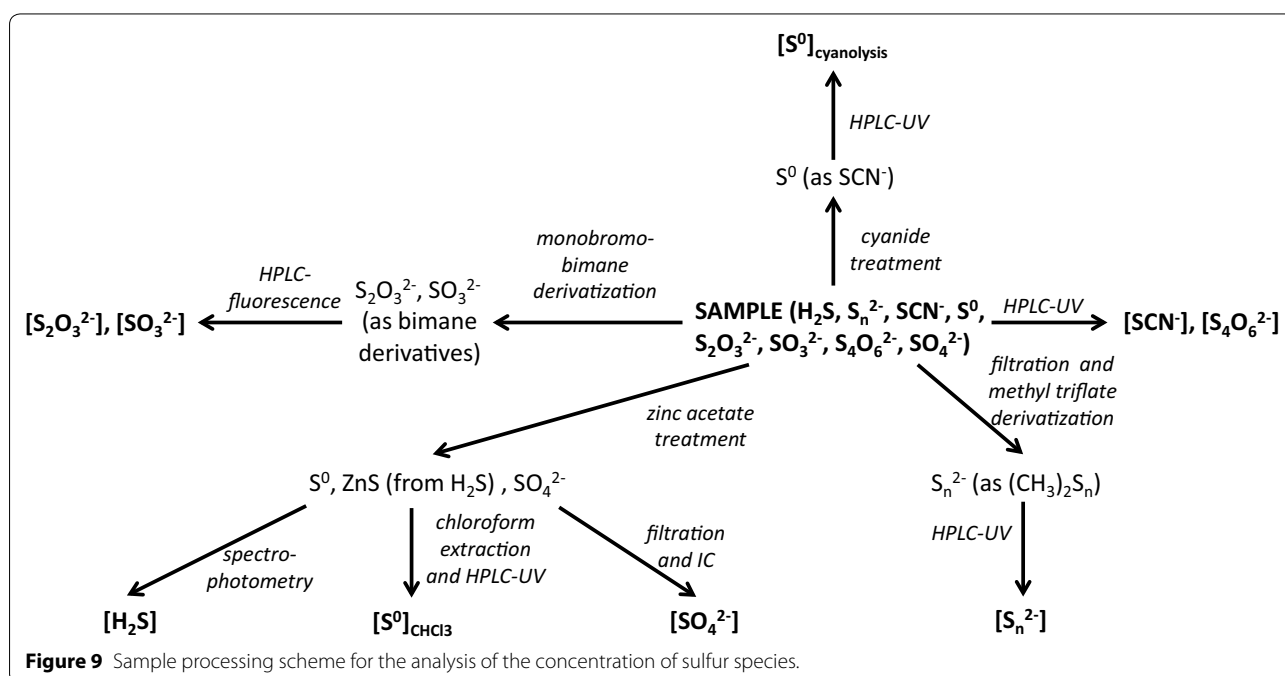 [S⁰]cyanolysis
HPLC-UV
S⁰ (as SCN⁻)
cyanide
treatment
monobromo-
bimane
derivatization
HPLC-
fluorescence
S₂O₃²⁻, SO₃²⁻
(as bimane
derivatives)
[S₂O₃²⁻], [SO₃²⁻]
SAMPLE (H₂S, Sₙ²⁻, SCN⁻, S⁰,
S₂O₃²⁻, SO₃²⁻, S₄O₆²⁻, SO₄²⁻)
HPLC-UV
[SCN⁻], [S₄O₆²⁻]
filtration and
methyl triflate
derivatization
zinc acetate
treatment
S⁰, ZnS (from H₂S) , SO₄²⁻
Sₙ²⁻ (as (CH₃)₂Sₙ)
spectro-
photometry
chloroform
extraction
and HPLC-UV
filtration
and IC
HPLC-UV
[H₂S]
[S⁰]CHCl3
[SO₄²⁻]
[Sₙ²⁻]
Figure 9 Sample processing scheme for the analysis of the concentration of sulfur species.